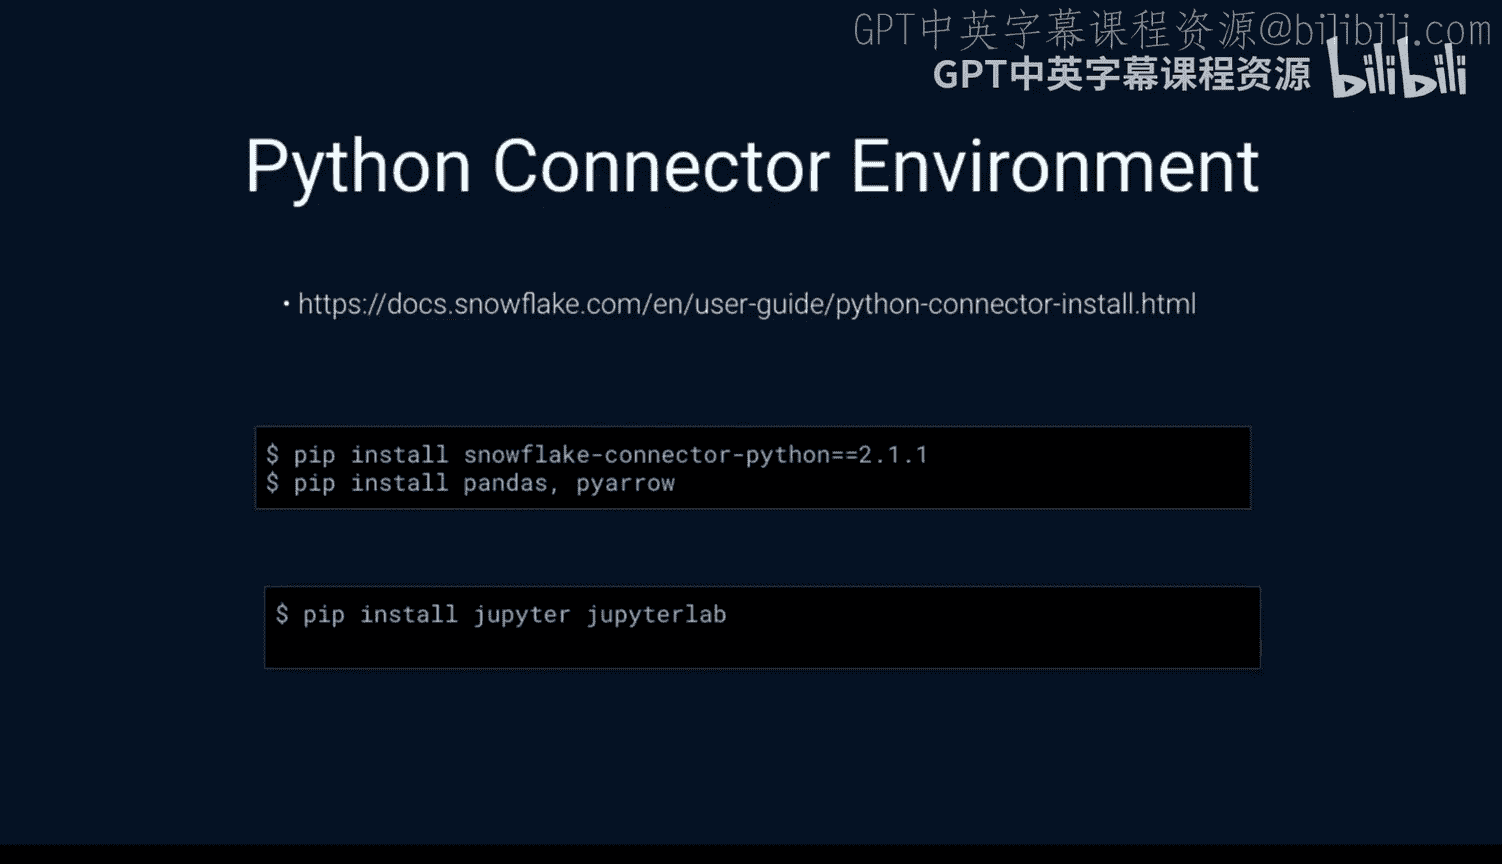 GPT中英字幕课程资源@bilibili.com
GPT中英字幕课程资源 bilibili
Python Connector Environment
• https://docs.snowflake.com/en/user-guide/python-connector-install.html
$ pip install snowflake-connector-python==2.1.1
$ pip install pandas, pyarrow
$ pip install jupyter jupyterlab